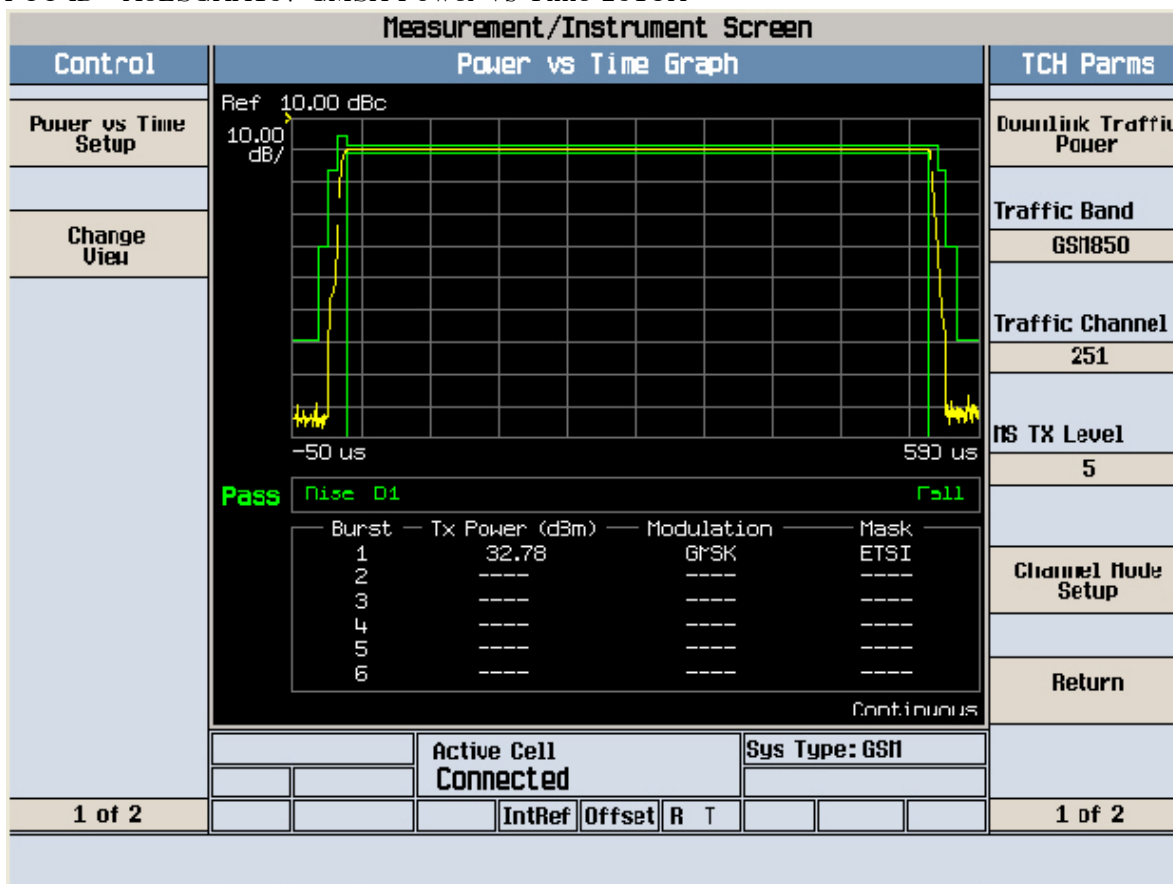 Measurement/Instrument Screen
Control
Power vs Time Graph
TCH Parms
Power vs Time
Setup
Change
View
1 of 2
Ref 10.00 dBc
10.00
dB/
-50 us
590 us
Pass
Rise 01
Fall
Burst Tx Power (dBm) Modulation Mask
1 32.78 GMSK ETSI
2 ---- ---- ----
3 ---- ---- ----
4 ---- ---- ----
5 ---- ---- ----
6 ---- ---- ----
Continuous
Active Cell
Connected
Sys Type: GSM
IntRef Offset R T
Downlink Traffic
Power
Traffic Band
GSM850
Traffic Channel
251
MS TX Level
5
Channel Mode
Setup
Return
1 of 2